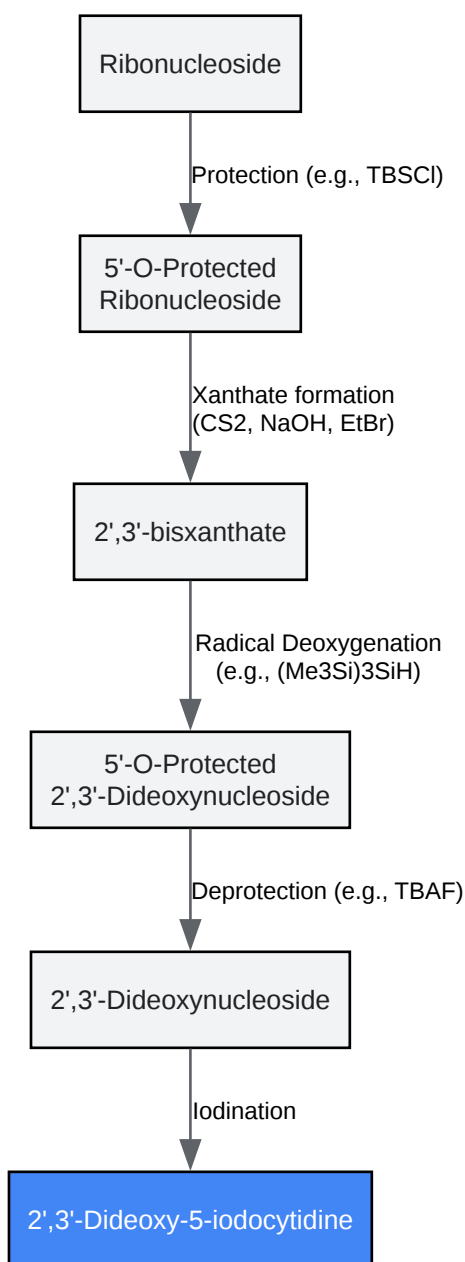 Ribonucleoside
Protection (e.g., TBSCl)
5'-O-Protected
Ribonucleoside
Xanthate formation
(CS2, NaOH, EtBr)
2',3'-bisxanthate
Radical Deoxygenation
(e.g., (Me3Si)3SiH)
5'-O-Protected
2',3'-Dideoxynucleoside
Deprotection (e.g., TBAF)
2',3'-Dideoxynucleoside
Iodination
2',3'-Dideoxy-5-iodocytidine